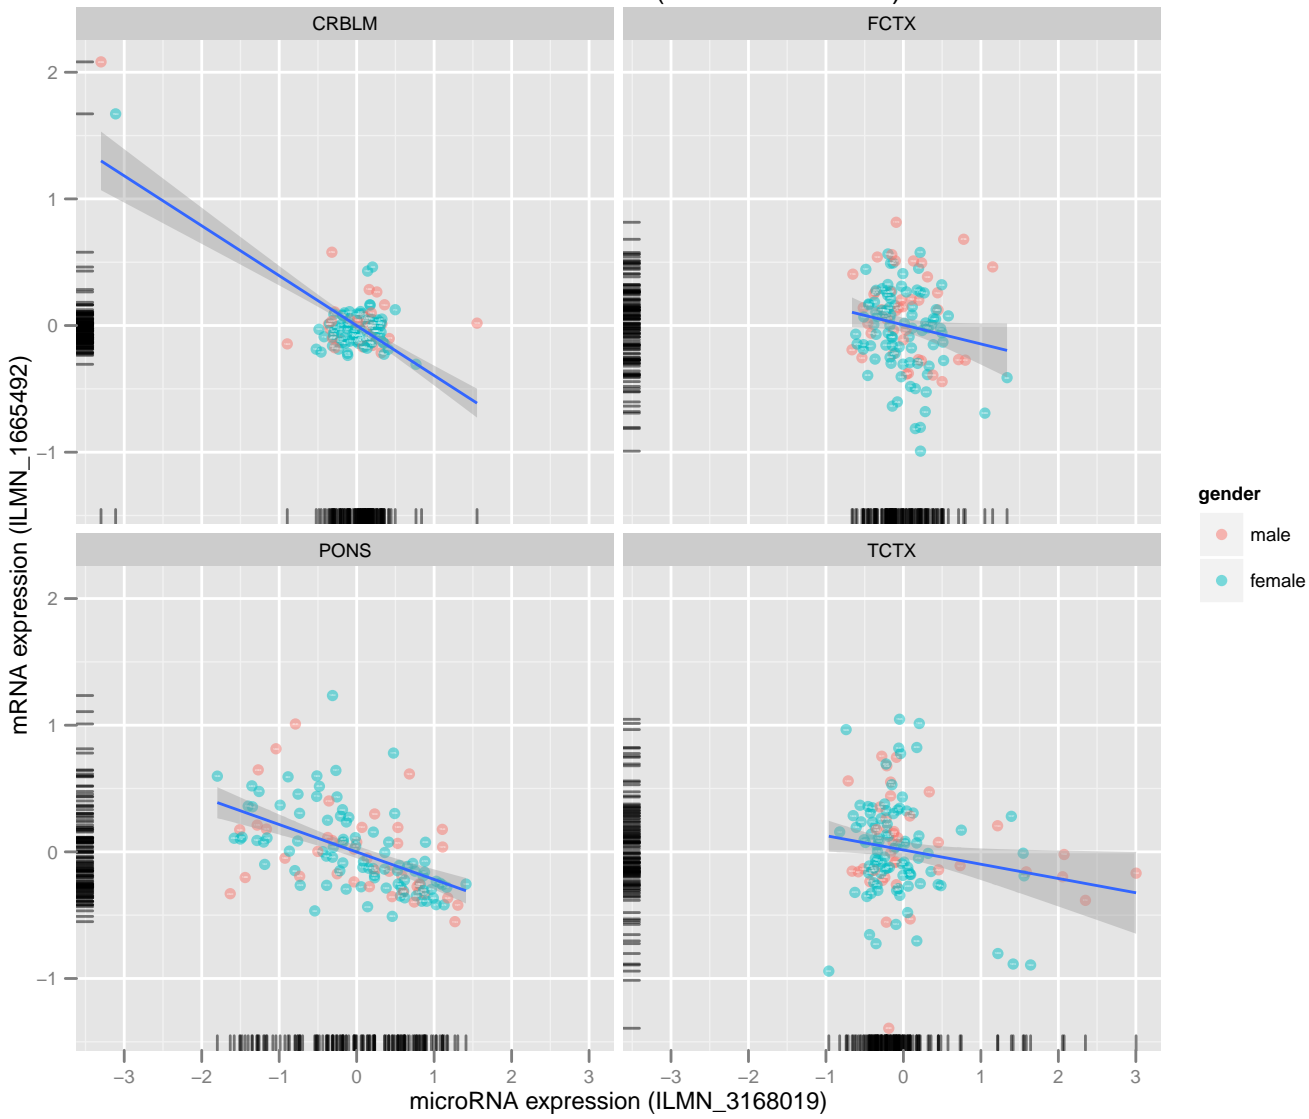 CRBLM FCTX
2
1
0
−1
PONS TCTX
2
1
0
−1
−3 −2 −1 0 1 2 3 −3 −2 −1 0 1 2 3
microRNA expression (ILMN_3168019)
mRNA expression (ILMN_1665492)
gender
male
female